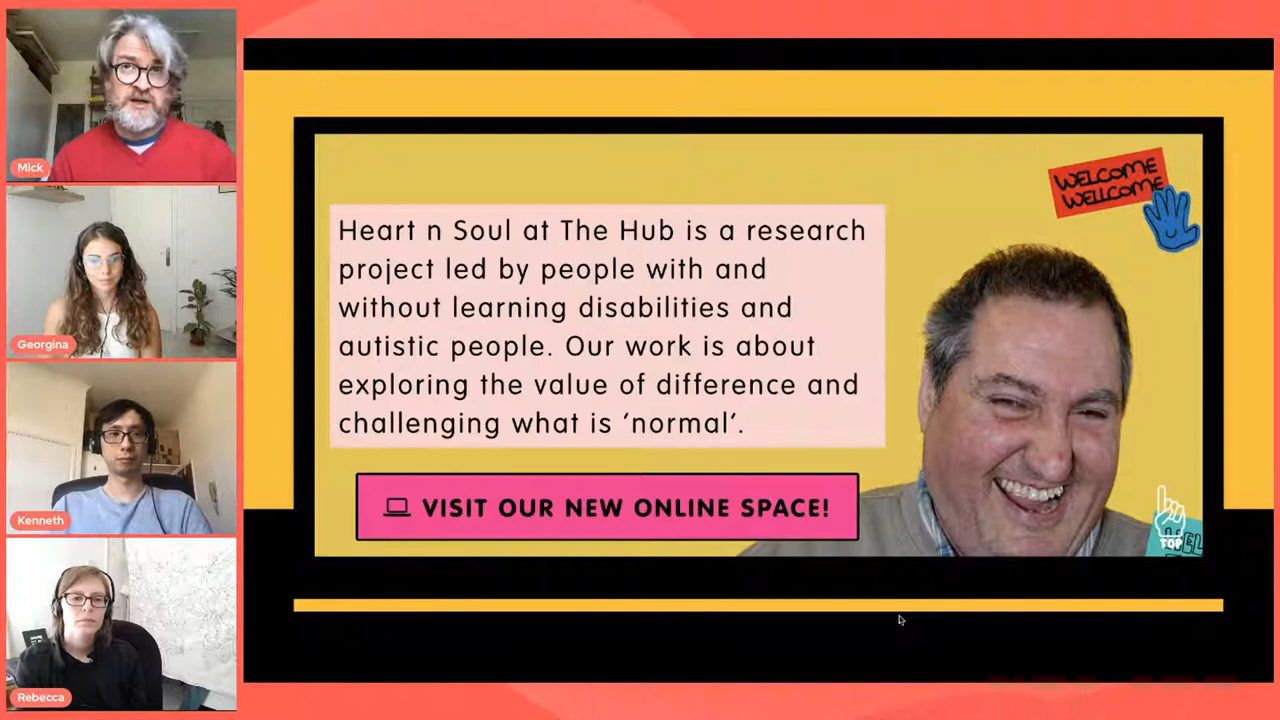 Mick
Georgina
Kenneth
Rebecca
Heart n Soul at The Hub is a research
project led by people with and
without learning disabilities and
autistic people. Our work is about
exploring the value of difference and
challenging what is ‘normal’.
VISIT OUR NEW ONLINE SPACE!
WELCOME
WELLCOME
TOP